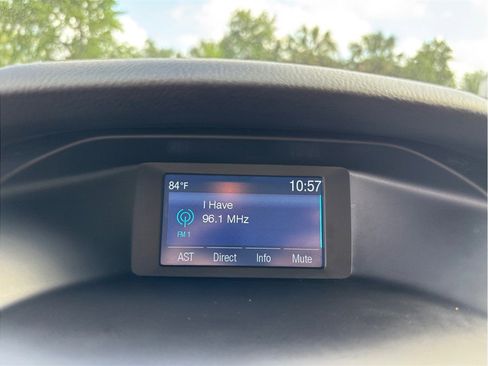 84°F 10:57
I Have
96.1 MHz
FM 1
AST Direct Info Mute